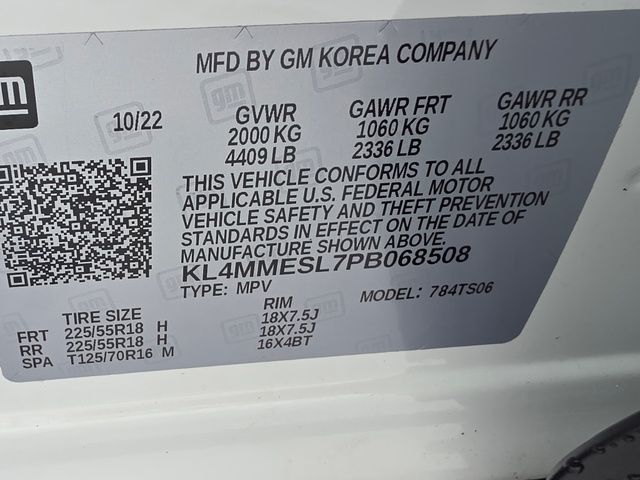 gm
MFD BY GM KOREA COMPANY
10/22 GVWR GAWR FRT GAWR RR
2000 KG 1060 KG 1060 KG
4409 LB 2336 LB 2336 LB
THIS VEHICLE CONFORMS TO ALL
APPLICABLE U.S. FEDERAL MOTOR
VEHICLE SAFETY AND THEFT PREVENTION
STANDARDS IN EFFECT ON THE DATE OF
MANUFACTURE SHOWN ABOVE.
KL4MMESL7PB068508
TYPE: MPV MODEL: 784TS06
TIRE SIZE RIM
FRT 225/55R18 H 18X7.5J
RR 225/55R18 H 18X7.5J
SPA T125/70R16 M 16X4BT